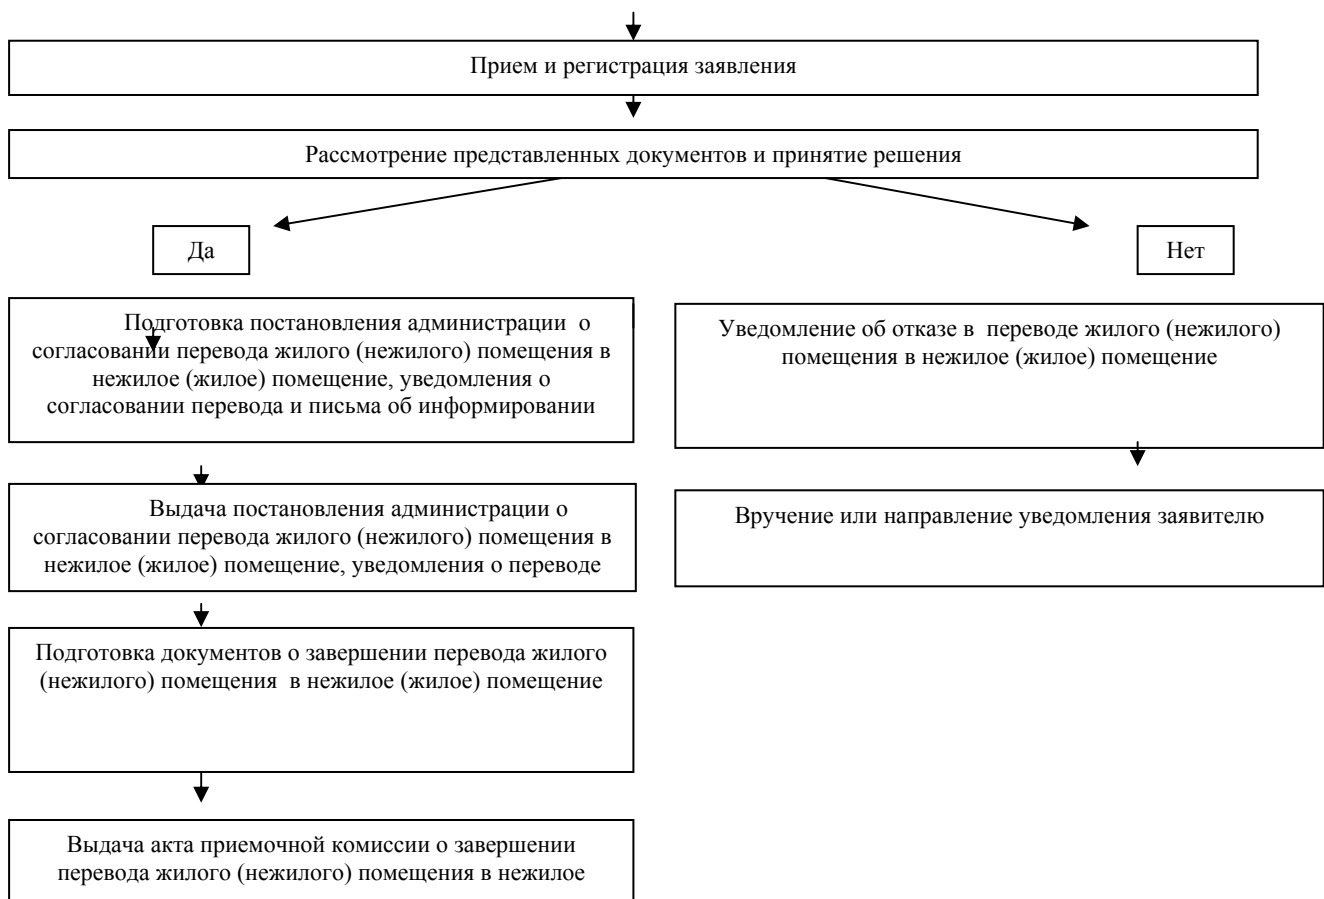 Прием и регистрация заявления
Рассмотрение представленных документов и принятие решения
Да
Нет
Подготовка постановления администрации о
согласовании перевода жилого (нежилого) помещения в
нежилое (жилое) помещение, уведомления о
согласовании перевода и письма об информировании
Уведомление об отказе в переводе жилого (нежилого)
помещения в нежилое (жилое) помещение
Выдача постановления администрации о
согласовании перевода жилого (нежилого) помещения в
нежилое (жилое) помещение, уведомления о переводе
Вручение или направление уведомления заявителю
Подготовка документов о завершении перевода жилого
(нежилого) помещения в нежилое (жилое) помещение
Выдача акта приемочной комиссии о завершении
перевода жилого (нежилого) помещения в нежилое